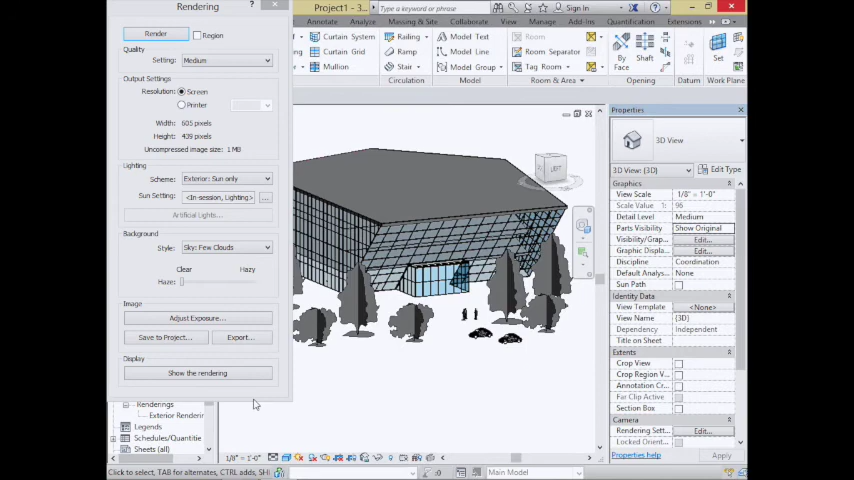 Rendering
?
Render
Region
Quality
Setting:
Medium
Output Settings
Resolution:
Screen
Printer
Width:
605 pixels
Height:
439 pixels
Uncompressed image size:
1 MB
Lighting
Scheme:
Exterior: Sun only
Sun Setting:
<In-session, Lighting>
...
Artificial Lights...
Background
Style:
Sky: Few Clouds
Clear
Hazy
Haze:
Image
Adjust Exposure...
Save to Project...
Export...
Display
Show the rendering
Renderings
Exterior Renderin
Legends
Schedules/Quantitie
Sheets (all)
Project1 - 3...
Type a keyword or phrase
Sign In
Annotate
Analyze
Massing & Site
Collaborate
View
Manage
Add-Ins
Quantification
Extensions
Curtain System
Curtain Grid
Mullion
Railing
Ramp
Stair
Circulation
Model Text
Model Line
Model Group
Model
Room
Room Separator
Tag Room
Room & Area
By
Face
Shaft
Opening
Datum
Set
Work Plane
LEFT
Properties
3D View
3D View: {3D}
Edit Type
Graphics
View Scale
1/8" = 1'-0"
Scale Value 1:
96
Detail Level
Medium
Parts Visibility
Show Original
Visibility/Grap...
Edit...
Graphic Displa...
Edit...
Discipline
Coordination
Default Analys...
None
Sun Path
Identity Data
View Template
<None>
View Name
{3D}
Dependency
Independent
Title on Sheet
Extents
Crop View
Crop Region V
Annotation Cr
Far Clip Active
Section Box
Camera
Rendering Sett...
Edit...
Locked Orient...
Properties help
Apply
1/8" = 1'-0"
Click to select, TAB for alternates, CTRL adds, SHI
:0
Main Model